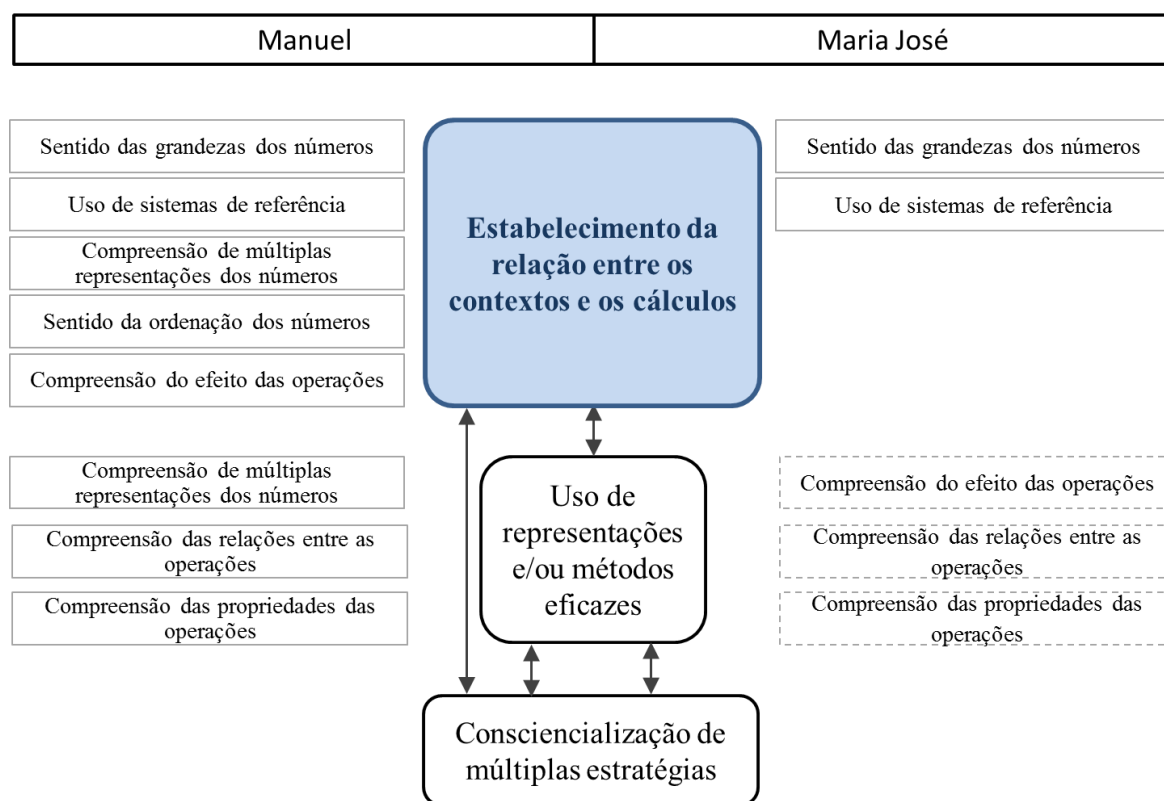 Manuel
Maria José
Sentido das grandezas dos números
Uso de sistemas de referência
Compreensão de múltiplas
representações dos números
Sentido da ordenação dos números
Compreensão do efeito das operações
Estabelecimento da
relação entre os
contextos e os cálculos
Sentido das grandezas dos números
Uso de sistemas de referência
Compreensão de múltiplas
representações dos números
Compreensão das relações entre as
operações
Compreensão das propriedades das
operações
Uso de
representações
e/ou métodos
eficazes
Compreensão do efeito das operações
Compreensão das relações entre as
operações
Compreensão das propriedades das
operações
Consciencialização de
múltiplas estratégias